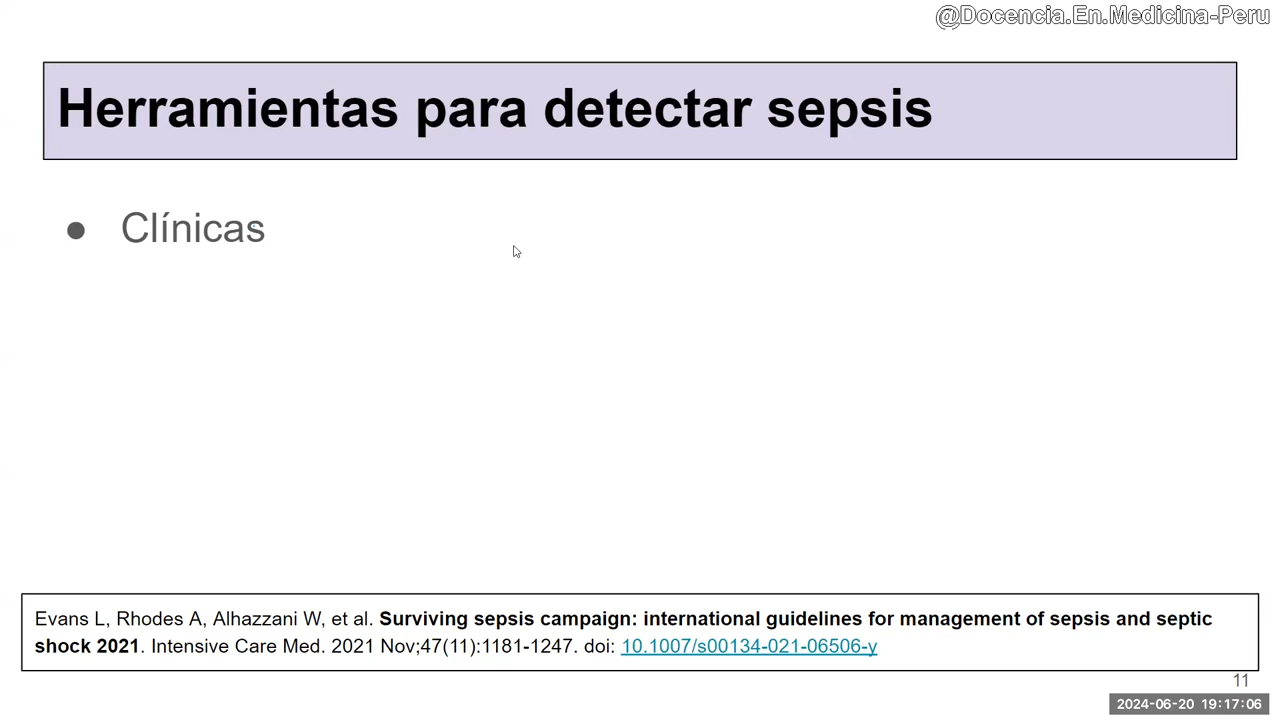 @Docencia.En.Medicina-Peru
Herramientas para detectar sepsis
● Clínicas
Evans L, Rhodes A, Alhazzani W, et al. Surviving sepsis campaign: international guidelines for management of sepsis and septic
shock 2021. Intensive Care Med. 2021 Nov;47(11):1181-1247. doi: 10.1007/s00134-021-06506-y
11
2024-06-20 19:17:06